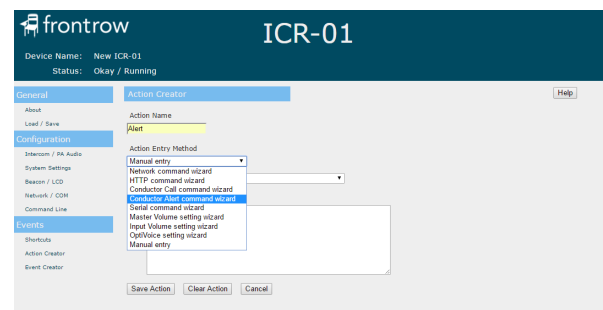 frontrow
ICR-01
Device Name: New ICR-01
Status: Okay / Running
General
About
Load / Save
Configuration
Intercom / PA Audio
System Settings
Beacon / LCD
Network / COM
Command Line
Events
Shortcuts
Action Creator
Event Creator
Action Creator
Help
Action Name
Alert
Action Entry Method
Manual entry
Network command wizard
HTTP command wizard
Conductor Call command wizard
Conductor Alert command wizard
Serial command wizard
Master Volume setting wizard
Input Volume setting wizard
OptiVoice setting wizard
Manual entry
Save Action Clear Action Cancel